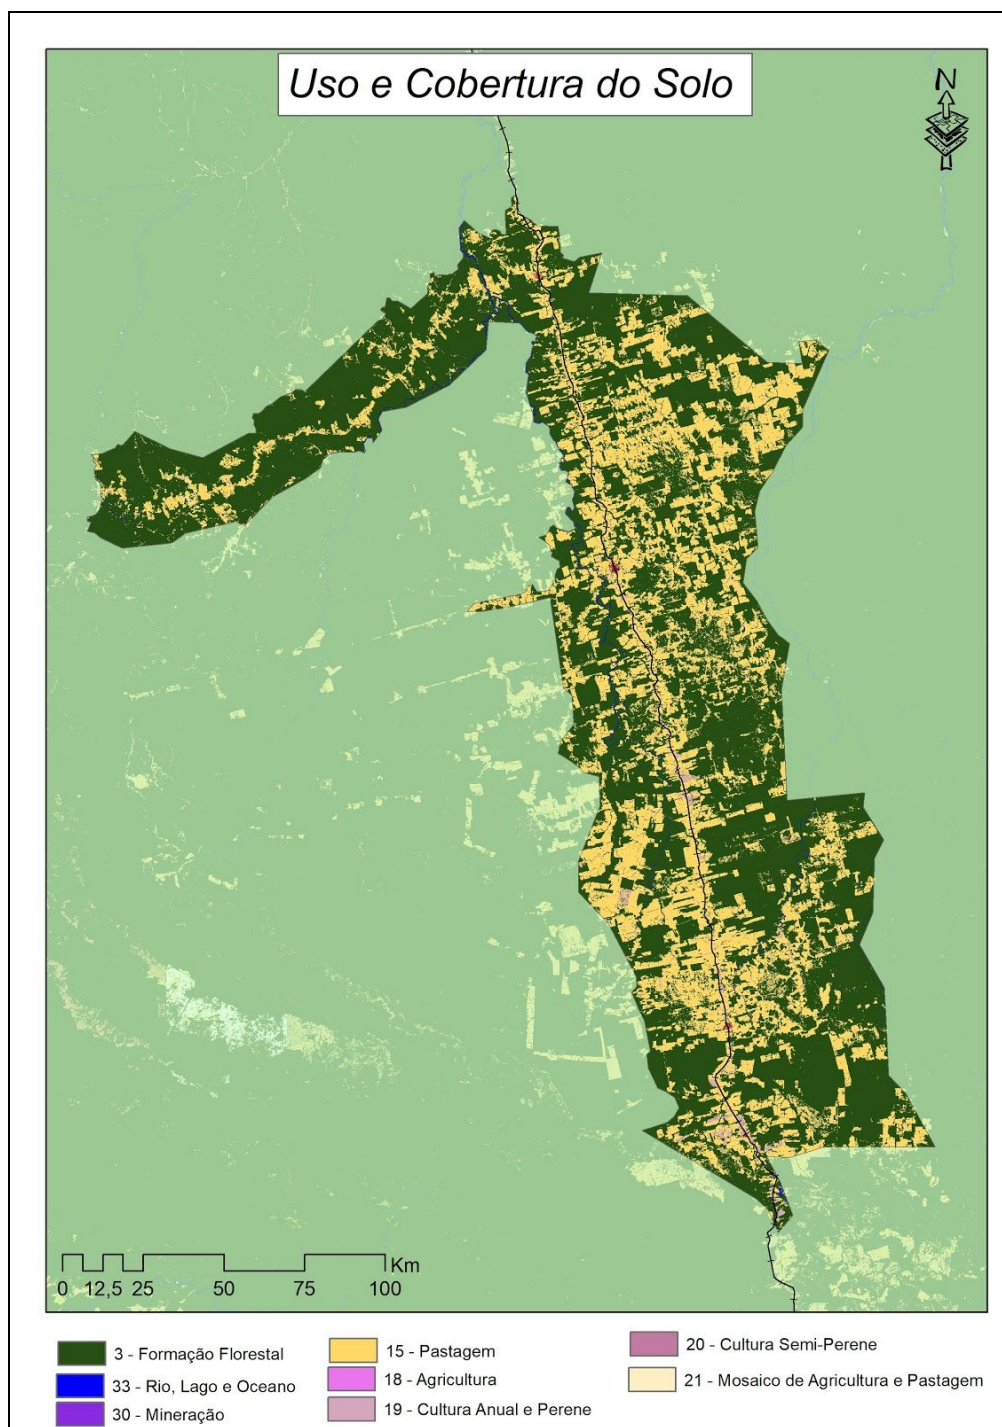 Uso e Cobertura do Solo
N
Km
0 12,5 25 50 75 100
3 - Formação Florestal
33 - Rio, Lago e Oceano
30 - Mineração
15 - Pastagem
18 - Agricultura
19 - Cultura Anual e Perene
20 - Cultura Semi-Perene
21 - Mosaico de Agricultura e Pastagem